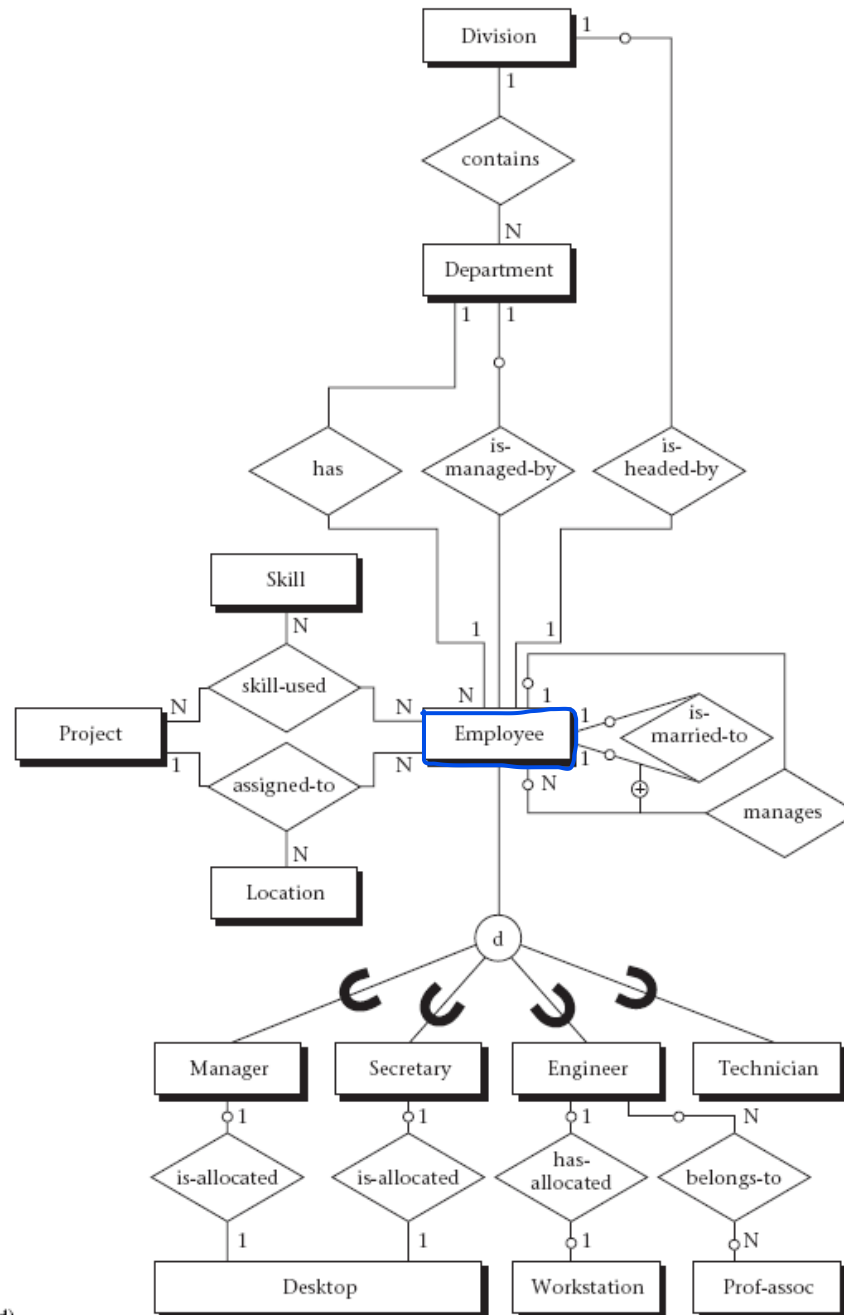 Division
1
1
contains
N
Department
1
1
has
is-
managed-by
is-
headed-by
Skill
N
1
1
skill-used
N
N
N
1
Project
Employee
1
is-
married-to
1
1
N
N
assigned-to
manages
N
Location
d
Manager
Secretary
Engineer
Technician
1
1
1
N
is-allocated
is-allocated
has-
allocated
belongs-to
1
1
1
N
Desktop
Workstation
Prof-assoc